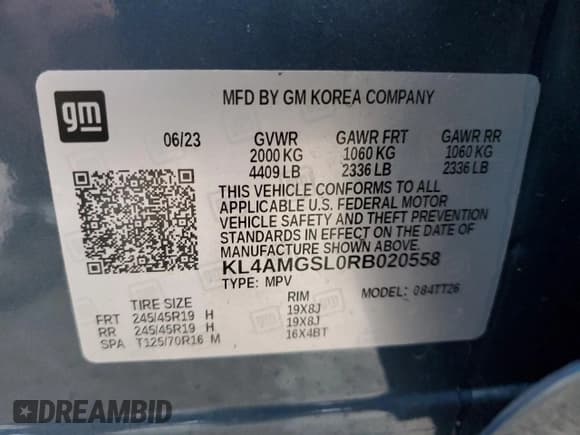 gm
MFD BY GM KOREA COMPANY
06/23 GVWR GAWR FRT GAWR RR
2000 KG 1060 KG 1060 KG
4409 LB 2336 LB 2336 LB
THIS VEHICLE CONFORMS TO ALL
APPLICABLE U.S. FEDERAL MOTOR
VEHICLE SAFETY AND THEFT PREVENTION
STANDARDS IN EFFECT ON THE DATE OF
MANUFACTURE SHOWN ABOVE.
KL4AMGSL0RB020558
TYPE: MPV MODEL: 084TT26
TIRE SIZE RIM
FRT 245/45R19 H 19X8J
RR 245/45R19 H 19X8J
SPA T125/70R16 M 16X4BT
DREAMBID